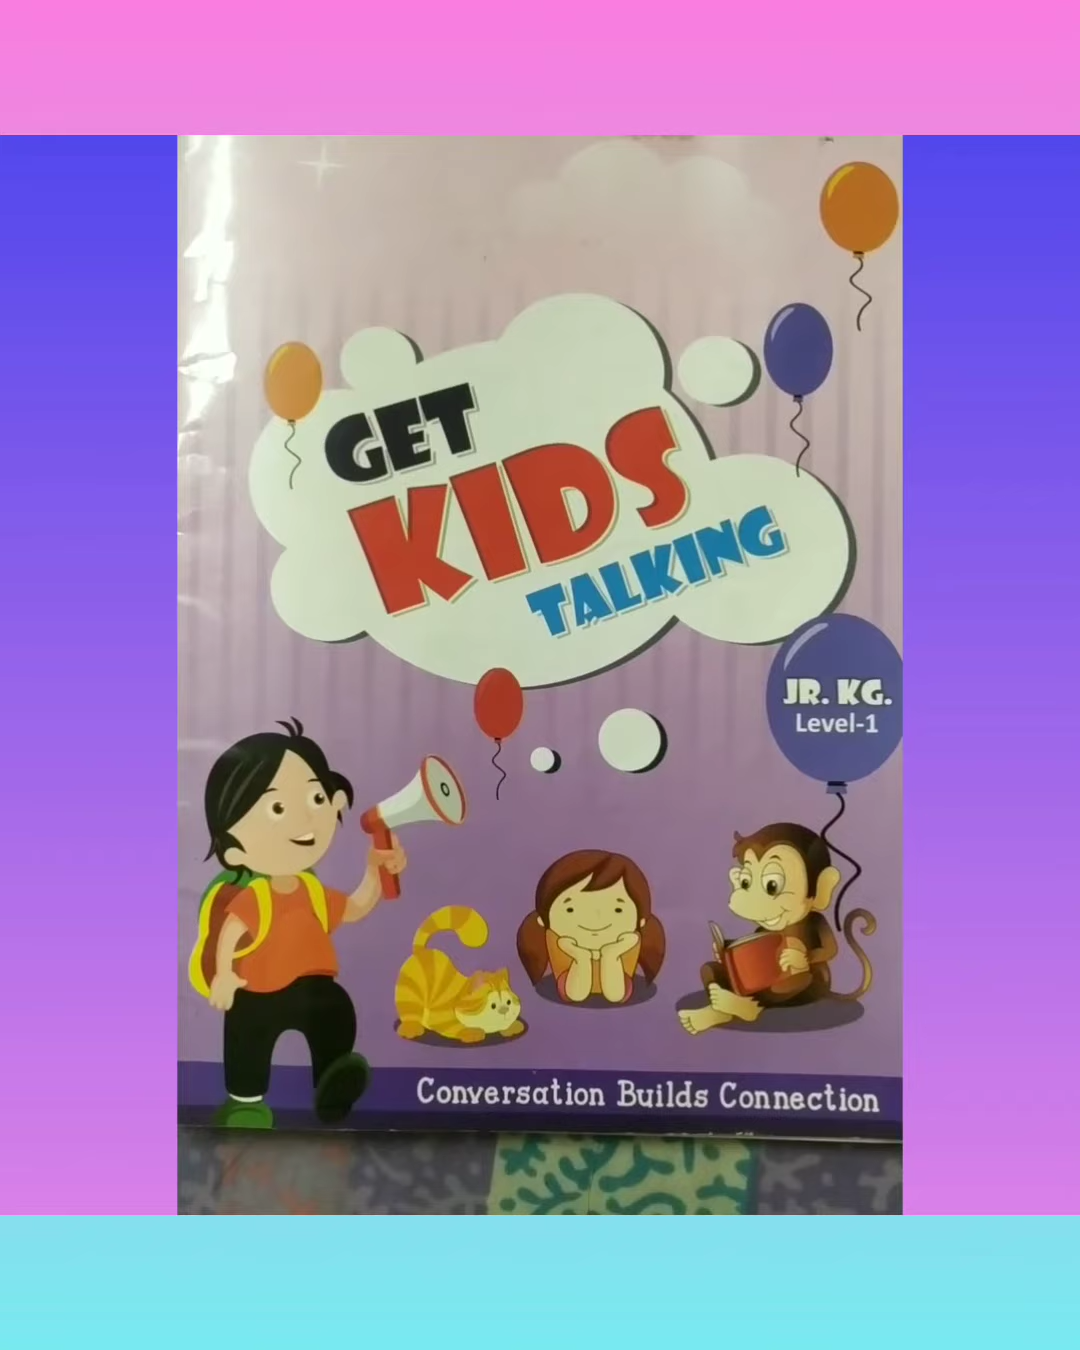 GET
KIDS
TALKING
JR. KG.
Level-1
Conversation Builds Connection